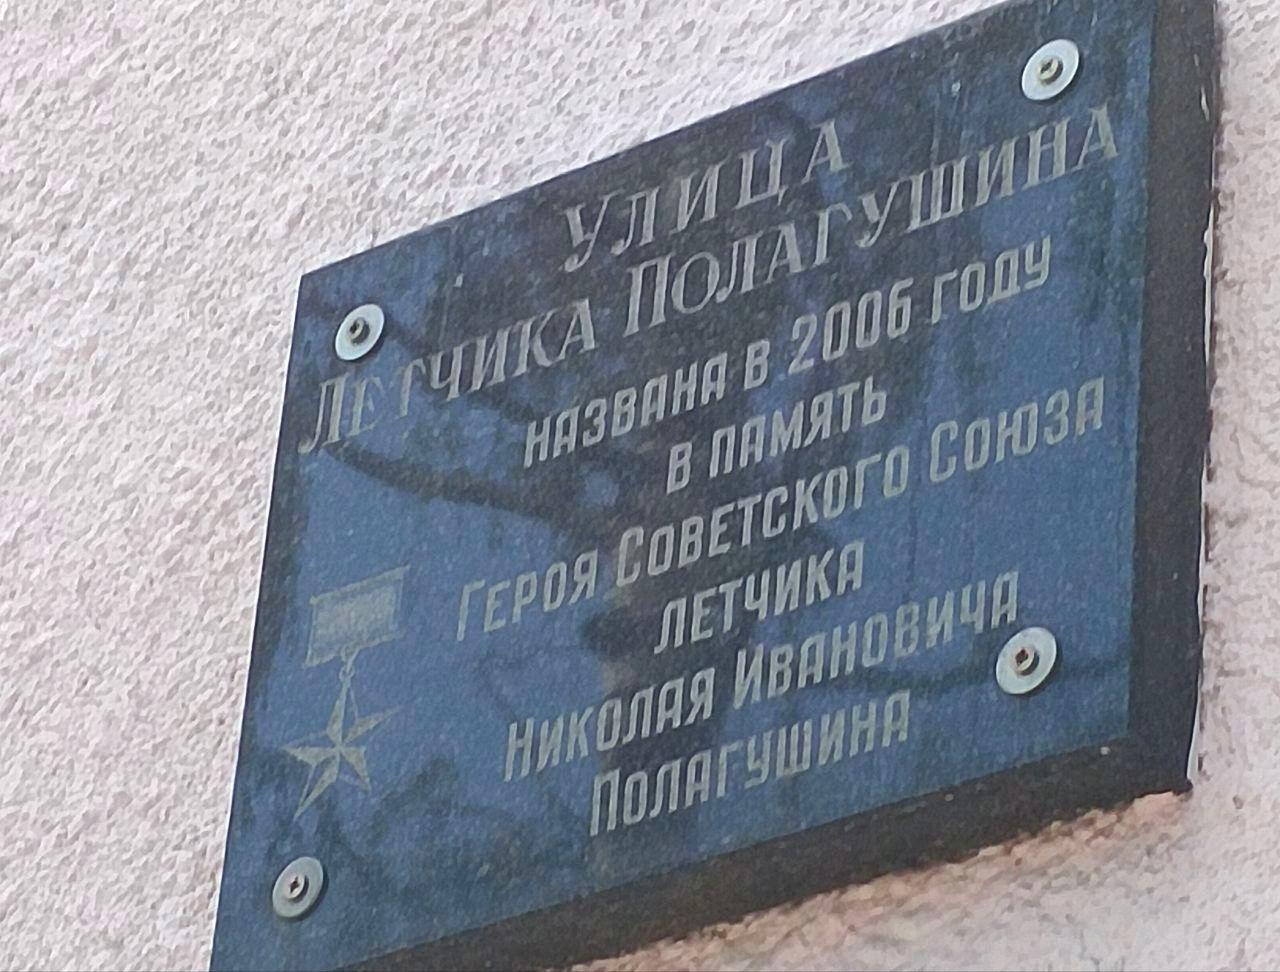 Улица
Летчика Полагушина
названа в 2006 году
в память
Героя Советского Союза
летчика
Николая Ивановича
Полагушина